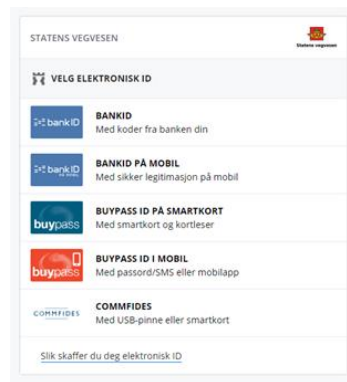 STATENS VEGVESEN
Statens vegvesen
VELG ELEKTRONISK ID
bankID
BANKID
Med koder fra banken din
bankID
PÅ MOBIL
BANKID PÅ MOBIL
Med sikker legitimasjon på mobil
buypass
BUYPASS ID PÅ SMARTKORT
Med smartkort og kortleser
buypass
BUYPASS ID I MOBIL
Med passord/SMS eller mobilapp
COMMFIDES
COMMFIDES
Med USB-pinne eller smartkort
Slik skaffer du deg elektronisk ID